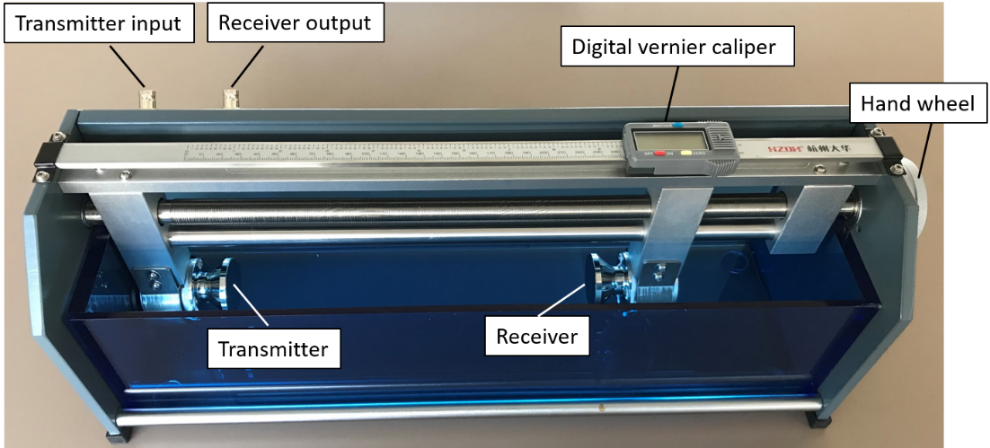 Transmitter input
Receiver output
Digital vernier caliper
Hand wheel
HZDH 杭州大华
Transmitter
Receiver